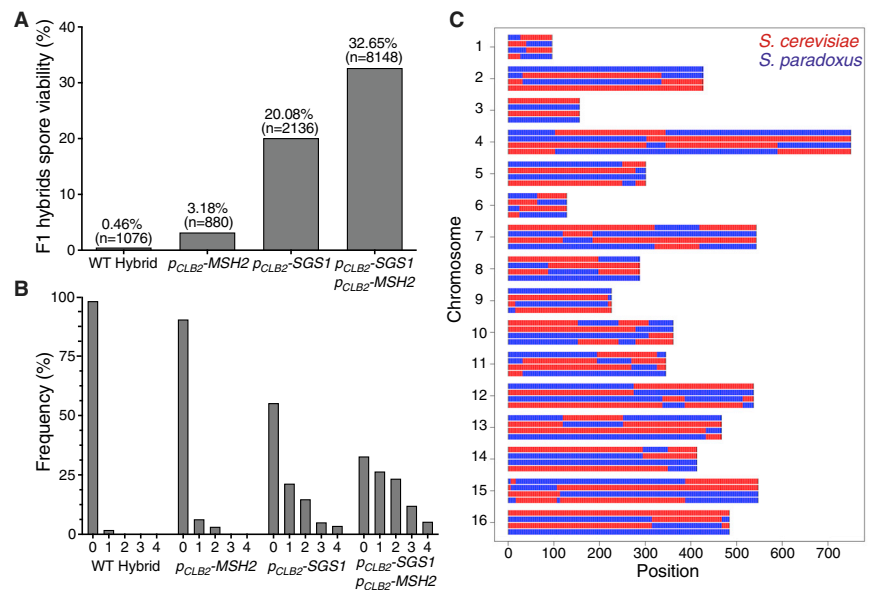 A
F1 hybrids spore viability (%)
40
30
20
10
0
0.46%
(n=1076)
3.18%
(n=880)
20.08%
(n=2136)
32.65%
(n=8148)
WT Hybrid
pCLB2-MSH2
pCLB2-SGS1
pCLB2-SGS1
pCLB2-MSH2
B
Frequency (%)
100
75
50
25
0
0 1 2 3 4
0 1 2 3 4
0 1 2 3 4
0 1 2 3 4
WT Hybrid
pCLB2-MSH2
pCLB2-SGS1
pCLB2-SGS1
pCLB2-MSH2
C
S. cerevisiae
S. paradoxus
Chromosome
1
2
3
4
5
6
7
8
9
10
11
12
13
14
15
16
0 100 200 300 400 500 600 700
Position